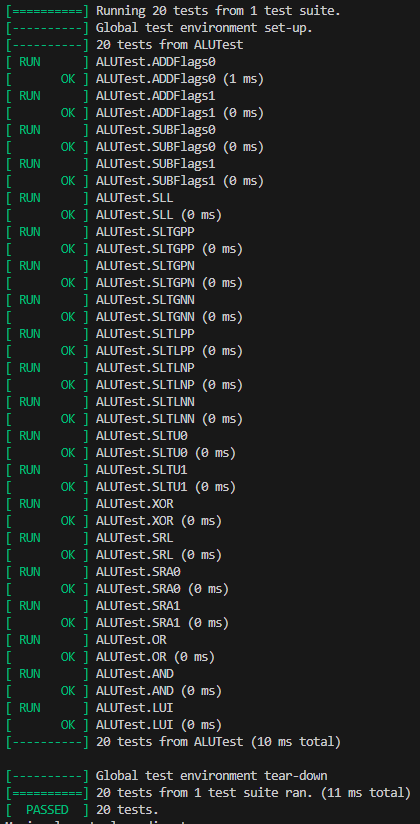 [==========] Running 20 tests from 1 test suite.
[----------] Global test environment set-up.
[----------] 20 tests from ALUTest
[ RUN      ] ALUTest.ADDFlags0
[       OK ] ALUTest.ADDFlags0 (1 ms)
[ RUN      ] ALUTest.ADDFlags1
[       OK ] ALUTest.ADDFlags1 (0 ms)
[ RUN      ] ALUTest.SUBFlags0
[       OK ] ALUTest.SUBFlags0 (0 ms)
[ RUN      ] ALUTest.SUBFlags1
[       OK ] ALUTest.SUBFlags1 (0 ms)
[ RUN      ] ALUTest.SLL
[       OK ] ALUTest.SLL (0 ms)
[ RUN      ] ALUTest.SLTGPP
[       OK ] ALUTest.SLTGPP (0 ms)
[ RUN      ] ALUTest.SLTGPN
[       OK ] ALUTest.SLTGPN (0 ms)
[ RUN      ] ALUTest.SLTGNN
[       OK ] ALUTest.SLTGNN (0 ms)
[ RUN      ] ALUTest.SLTLPP
[       OK ] ALUTest.SLTLPP (0 ms)
[ RUN      ] ALUTest.SLTLNP
[       OK ] ALUTest.SLTLNP (0 ms)
[ RUN      ] ALUTest.SLTLNN
[       OK ] ALUTest.SLTLNN (0 ms)
[ RUN      ] ALUTest.SLTU0
[       OK ] ALUTest.SLTU0 (0 ms)
[ RUN      ] ALUTest.SLTU1
[       OK ] ALUTest.SLTU1 (0 ms)
[ RUN      ] ALUTest.XOR
[       OK ] ALUTest.XOR (0 ms)
[ RUN      ] ALUTest.SRL
[       OK ] ALUTest.SRL (0 ms)
[ RUN      ] ALUTest.SRA0
[       OK ] ALUTest.SRA0 (0 ms)
[ RUN      ] ALUTest.SRA1
[       OK ] ALUTest.SRA1 (0 ms)
[ RUN      ] ALUTest.OR
[       OK ] ALUTest.OR (0 ms)
[ RUN      ] ALUTest.AND
[       OK ] ALUTest.AND (0 ms)
[ RUN      ] ALUTest.LUI
[       OK ] ALUTest.LUI (0 ms)
[----------] 20 tests from ALUTest (10 ms total)
[----------] Global test environment tear-down
[==========] 20 tests from 1 test suite ran. (11 ms total)
[  PASSED  ] 20 tests.